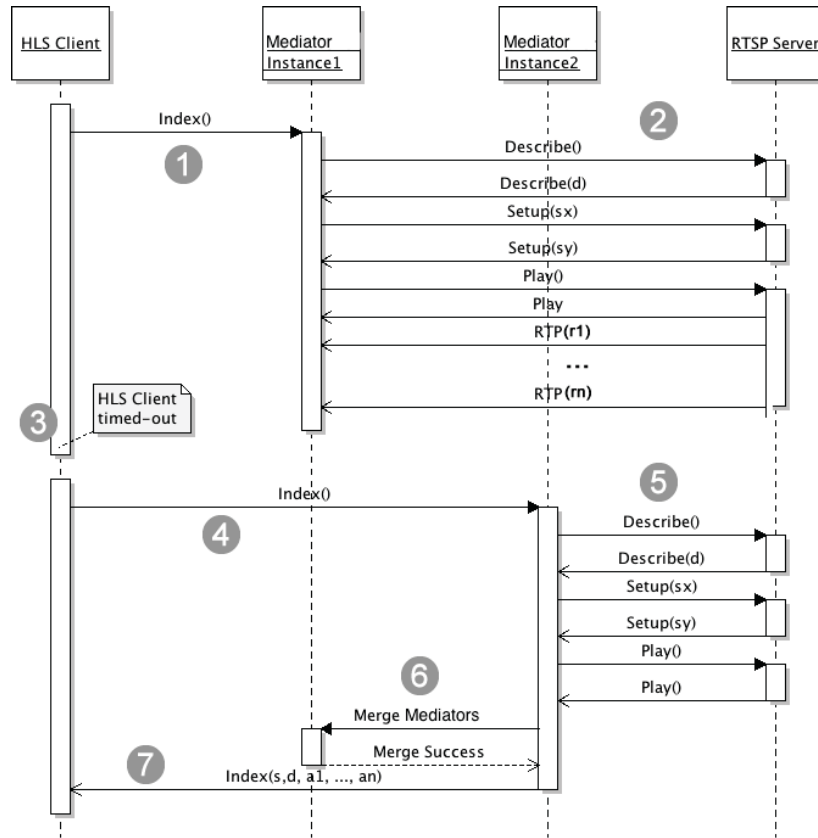 HLS Client
Mediator
Instance1
Mediator
Instance2
RTSP Server
Index()
1
2
Describe()
Describe(d)
Setup(sx)
Setup(sy)
Play()
Play
RTP(r1)
...
RTP(rn)
3
HLS Client
timed-out
Index()
4
5
Describe()
Describe(d)
Setup(sx)
Setup(sy)
Play()
Play()
6
Merge Mediators
Merge Success
7
Index(s,d, a1, ..., an)